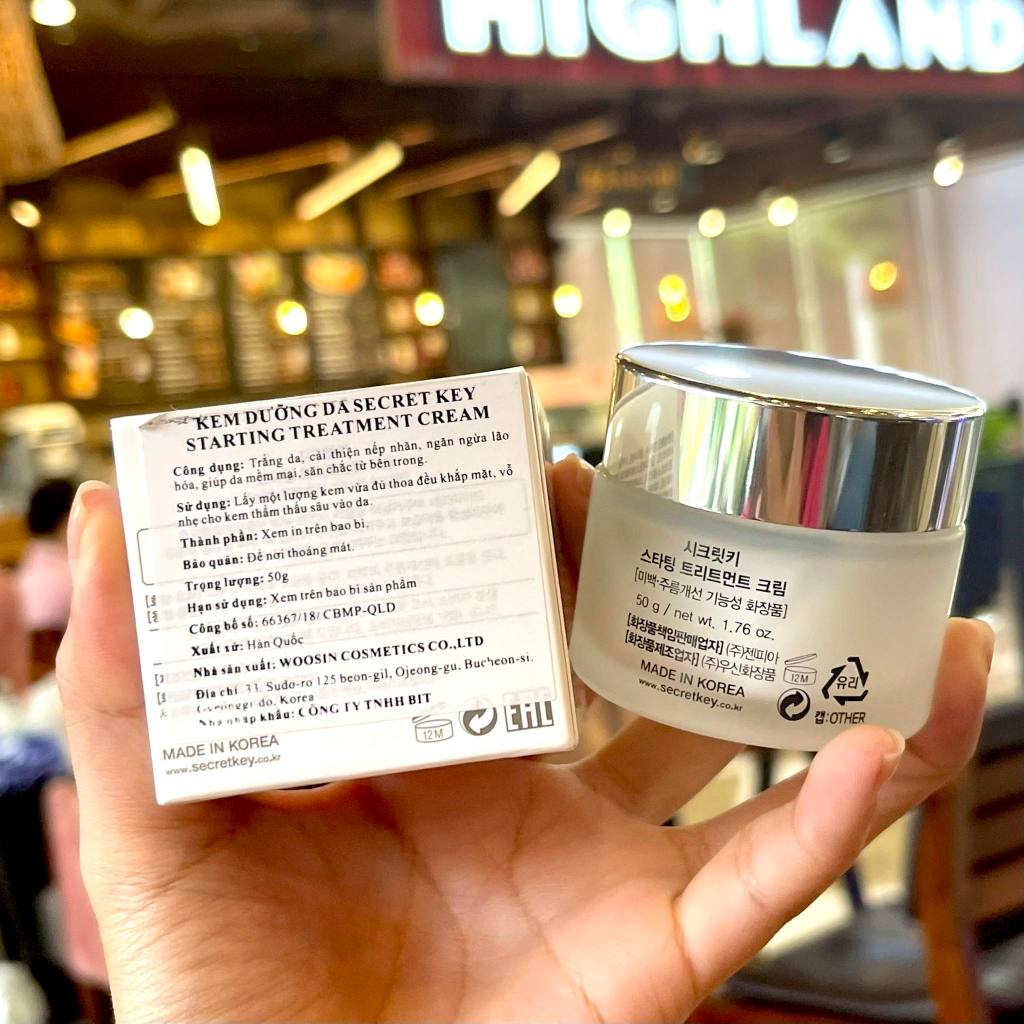 HIGHLAND
KEM DƯỠNG DA SECRET KEY
STARTING TREATMENT CREAM
Công dụng: Trắng da, cải thiện nếp nhăn, ngăn ngừa lão
hóa, giúp da mềm mại, săn chắc từ bên trong.
Sử dụng: Lấy một lượng kem vừa đủ thoa đều khắp mặt, vỗ
nhẹ cho kem thẩm thấu sâu vào da.
Thành phần: Xem in trên bao bì.
Bảo quản: Để nơi thoáng mát.
Trọng lượng: 50g
Hạn sử dụng: Xem trên bao bì sản phẩm
Công bố số: 66367/18/ CBMP-QLD
Xuất xứ: Hàn Quốc
Nhà sản xuất: WOOSIN COSMETICS CO.,LTD
Địa chỉ: 33, Sudo-ro 125 beon-gil, Ojeong-gu, Bucheon-si,
Gyeonggi-do, Korea
Nhà nhập khẩu: CÔNG TY TNHH BIT
12M
EAC
MADE IN KOREA
www.secretkey.co.kr
시크릿키
스타팅 트리트먼트 크림
[미백·주름개선 기능성 화장품]
50 g / net wt. 1.76 oz.
[화장품책임판매업자] (주)젠피아
[화장품제조업자] (주)우신화장품
MADE IN KOREA
www.secretkey.co.kr
12M
유리
캡:OTHER